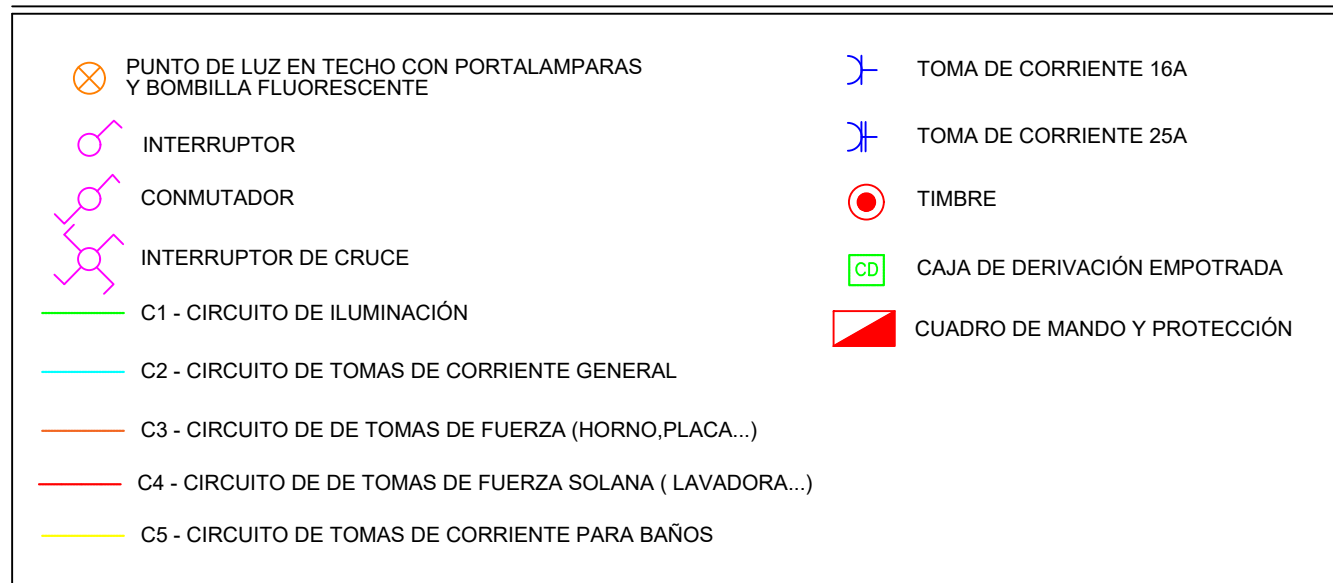 PUNTO DE LUZ EN TECHO CON PORTALAMPARAS
Y BOMBILLA FLUORESCENTE
INTERRUPTOR
CONMUTADOR
INTERRUPTOR DE CRUCE
C1 - CIRCUITO DE ILUMINACIÓN
C2 - CIRCUITO DE TOMAS DE CORRIENTE GENERAL
C3 - CIRCUITO DE DE TOMAS DE FUERZA (HORNO,PLACA...)
C4 - CIRCUITO DE DE TOMAS DE FUERZA SOLANA ( LAVADORA...)
C5 - CIRCUITO DE TOMAS DE CORRIENTE PARA BAÑOS
TOMA DE CORRIENTE 16A
TOMA DE CORRIENTE 25A
TIMBRE
CD CAJA DE DERIVACIÓN EMPOTRADA
CUADRO DE MANDO Y PROTECCIÓN